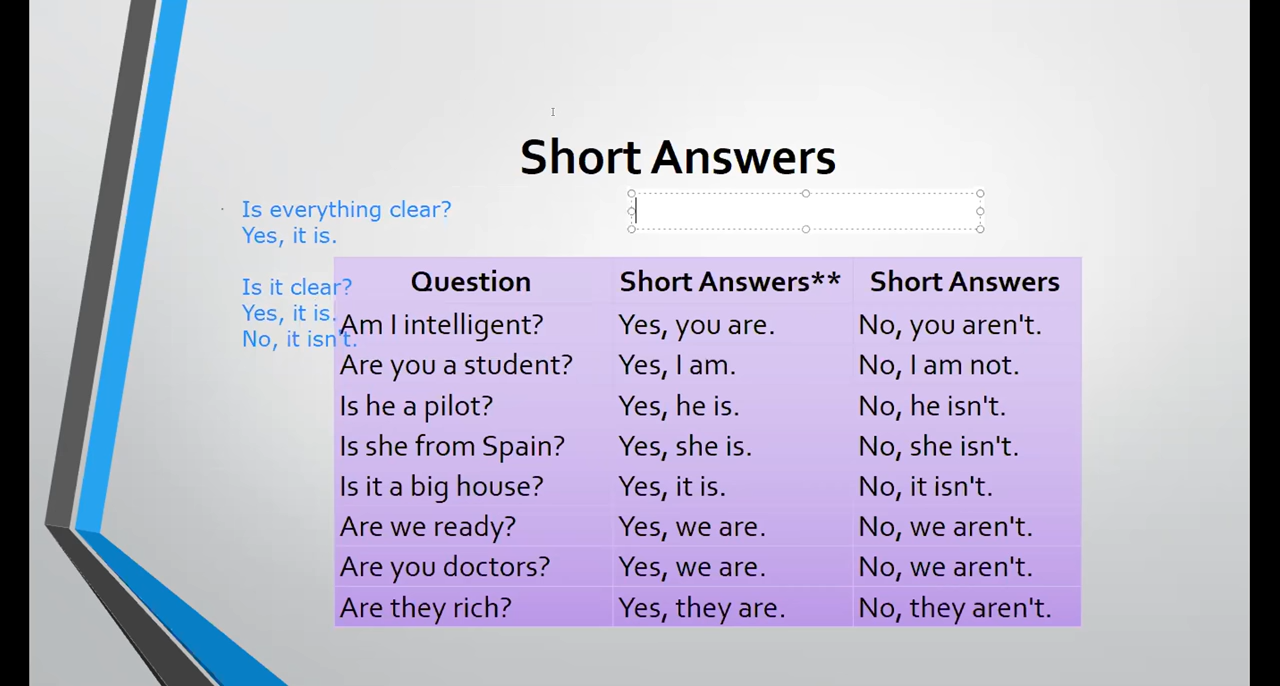 Short Answers
Is everything clear?
Yes, it is.
Is it clear?
Yes, it is.
No, it isn't.
Question Short Answers** Short Answers
Am I intelligent? Yes, you are. No, you aren't.
Are you a student? Yes, I am. No, I am not.
Is he a pilot? Yes, he is. No, he isn't.
Is she from Spain? Yes, she is. No, she isn't.
Is it a big house? Yes, it is. No, it isn't.
Are we ready? Yes, we are. No, we aren't.
Are you doctors? Yes, we are. No, we aren't.
Are they rich? Yes, they are. No, they aren't.